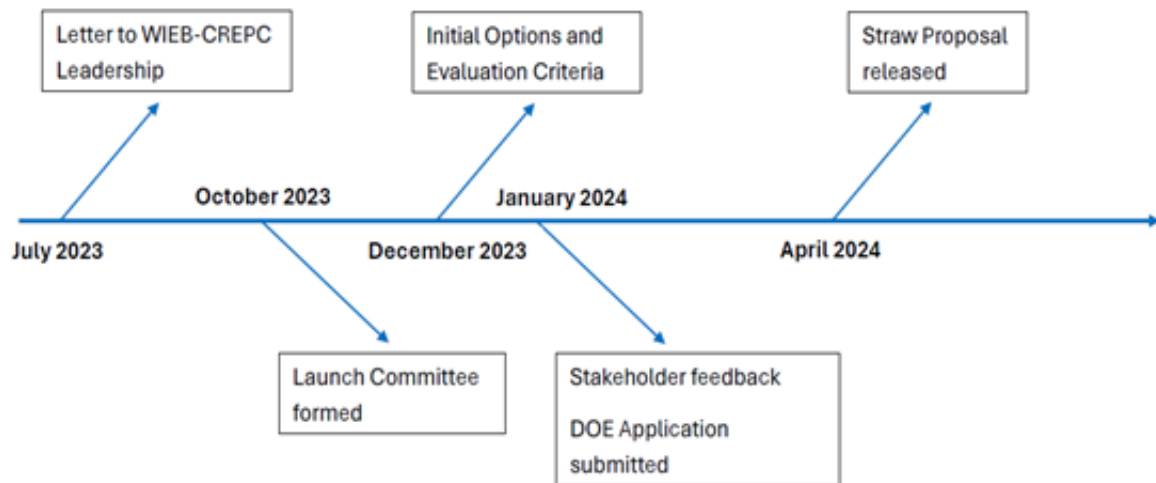 Letter to WIEB-CREPC
Leadership
Initial Options and
Evaluation Criteria
Straw Proposal
released
October 2023
January 2024
July 2023
December 2023
April 2024
Launch Committee
formed
Stakeholder feedback
DOE Application
submitted